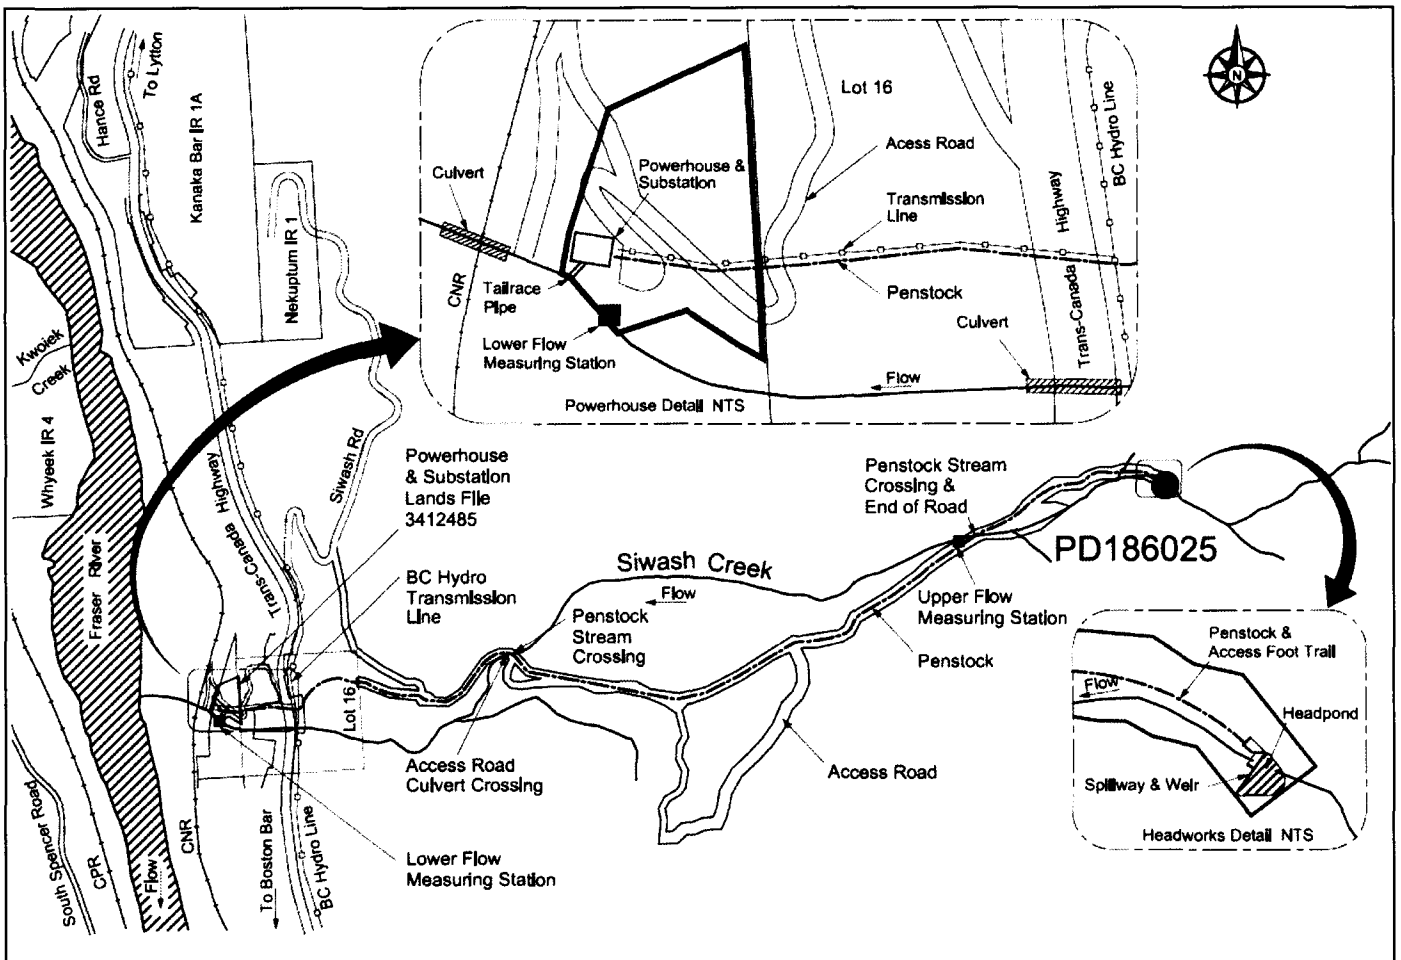 To Lytton
Hance Rd
Kanaka Bar IR 1A
Nekuptum IR 1
Kwoiek
Creek
Whyeek IR 4
Fraser River
Trans-Canada Highway
Siwash Rd
N
Lot 16
Acess Road
BC Hydro Line
Culvert
Powerhouse &
Substation
Transmission
Line
Highway
Trans-Canada
CNR
Tailrace
Pipe
Penstock
Culvert
Lower Flow
Measuring Station
Flow
Powerhouse Detail NTS
Powerhouse
& Substation
Lands File
3412485
Penstock Stream
Crossing &
End of Road
PD186025
Siwash Creek
Flow
BC Hydro
Transmission
Line
Penstock
Stream
Crossing
Upper Flow
Measuring Station
Penstock
Penstock &
Access Foot Trail
Flow
Headpond
Spillway & Weir
Headworks Detail NTS
Lot 16
Access Road
Culvert Crossing
Access Road
Lower Flow
Measuring Station
South Spencer Road
CPR
Flow
CNR
To Boston Bar
BC Hydro Line